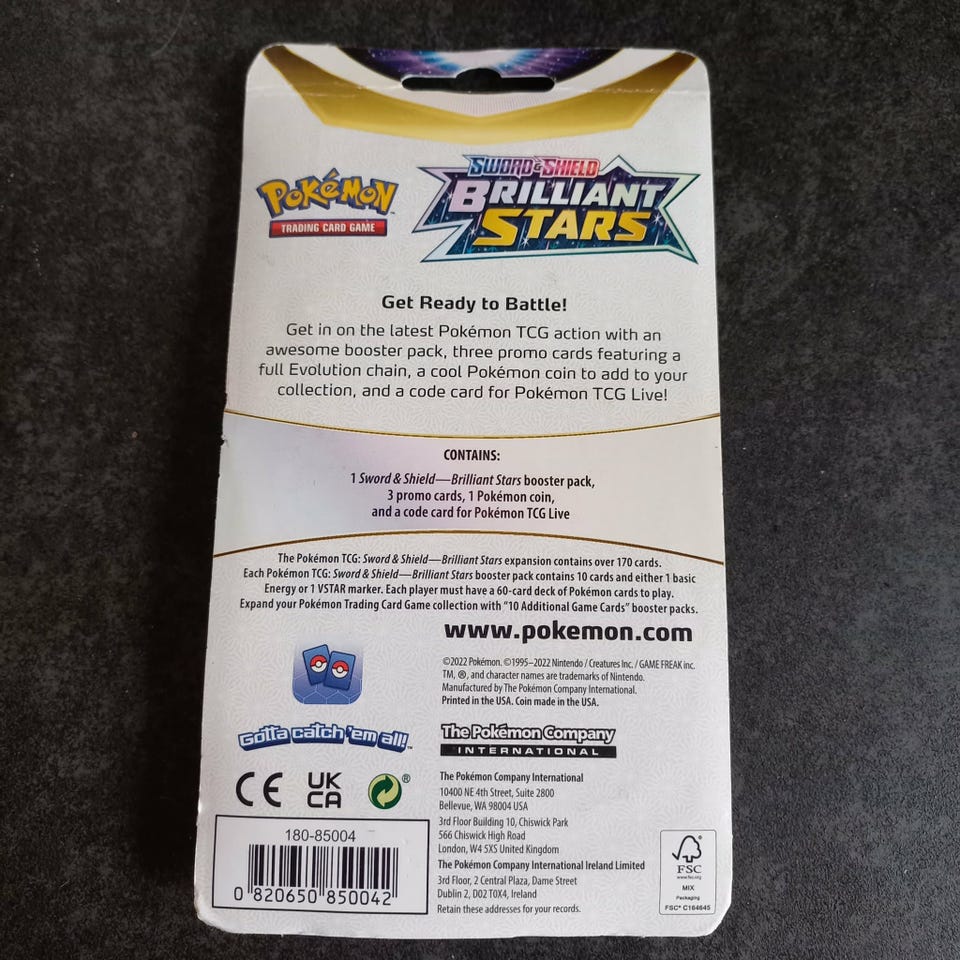 POKéMON
TRADING CARD GAME
SWORD & SHIELD
BRILLIANT
STARS
Get Ready to Battle!
Get in on the latest Pokémon TCG action with an
awesome booster pack, three promo cards featuring a
full Evolution chain, a cool Pokémon coin to add to your
collection, and a code card for Pokémon TCG Live!
CONTAINS:
1 Sword & Shield—Brilliant Stars booster pack,
3 promo cards, 1 Pokémon coin,
and a code card for Pokémon TCG Live
The Pokémon TCG: Sword & Shield—Brilliant Stars expansion contains over 170 cards.
Each Pokémon TCG: Sword & Shield—Brilliant Stars booster pack contains 10 cards and either 1 basic
Energy or 1 VSTAR marker. Each player must have a 60-card deck of Pokémon cards to play.
Expand your Pokémon Trading Card Game collection with "10 Additional Game Cards" booster packs.
www.pokemon.com
©2022 Pokémon. ©1995–2022 Nintendo / Creatures Inc. / GAME FREAK inc.
TM, ®, and character names are trademarks of Nintendo.
Manufactured by The Pokémon Company International.
Printed in the USA. Coin made in the USA.
Gotta catch 'em all!™
The Pokémon Company
INTERNATIONAL
CE
UK
CA
®
The Pokémon Company International
10400 NE 4th Street, Suite 2800
Bellevue, WA 98004 USA
3rd Floor Building 10, Chiswick Park
566 Chiswick High Road
London, W4 5XS United Kingdom
The Pokémon Company International Ireland Limited
3rd Floor, 2 Central Plaza, Dame Street
Dublin 2, D02 T0X4, Ireland
Retain these addresses for your records.
180-85004
0 820650 850042
FSC
www.fsc.org
MIX
Packaging
FSC® C164645